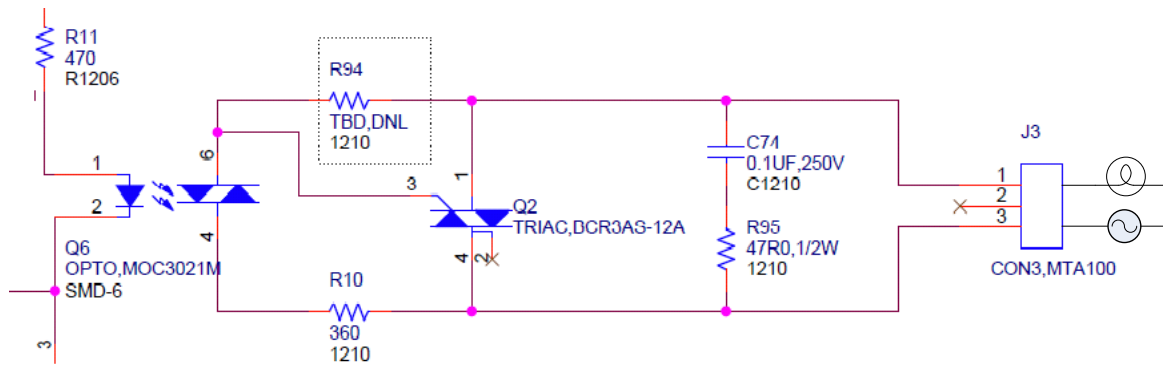 R11
470
R1206
1
2
Q6
OPTO,MOC3021M
SMD-6
3
6
4
R94
TBD,DNL
1210
3
1
Q2
TRIAC,BCR3AS-12A
4
2
R10
360
1210
C74
0.1UF,250V
C1210
R95
47R0,1/2W
1210
J3
1
2
3
CON3,MTA100